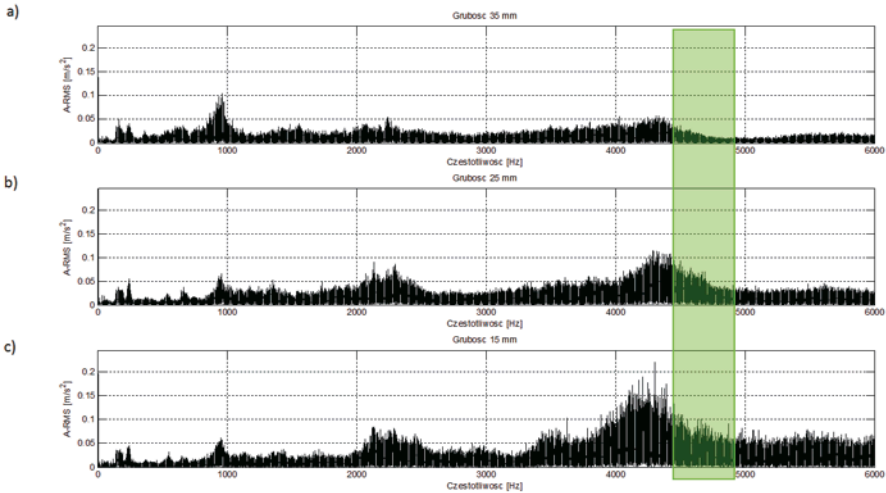 a)
Grubosc 35 mm
A-RMS [m/s²]
0.2
0.15
0.1
0.05
0
0 1000 2000 3000 4000 5000 6000
Czestotliwosc [Hz]
b)
Grubosc 25 mm
A-RMS [m/s²]
0.2
0.15
0.1
0.05
0
0 1000 2000 3000 4000 5000 6000
Czestotliwosc [Hz]
c)
Grubosc 15 mm
A-RMS [m/s²]
0.2
0.15
0.1
0.05
0
0 1000 2000 3000 4000 5000 6000
Czestotliwosc [Hz]